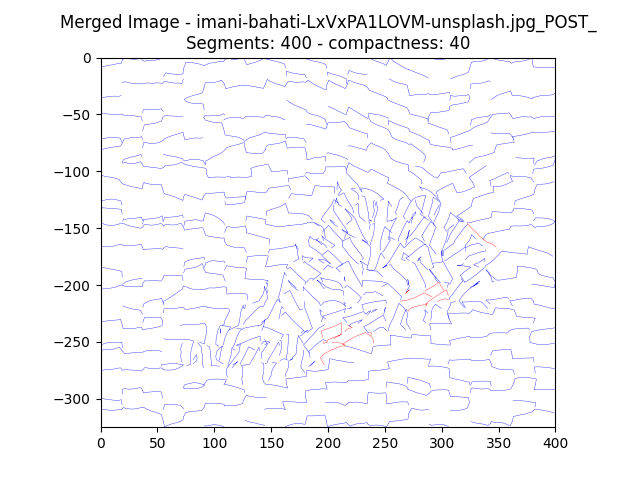 Merged Image - imani-bahati-LxVxPA1LOVM-unsplash.jpg_POST_
Segments: 400 - compactness: 40
0
−50
−100
−150
−200
−250
−300
0 50 100 150 200 250 300 350 400